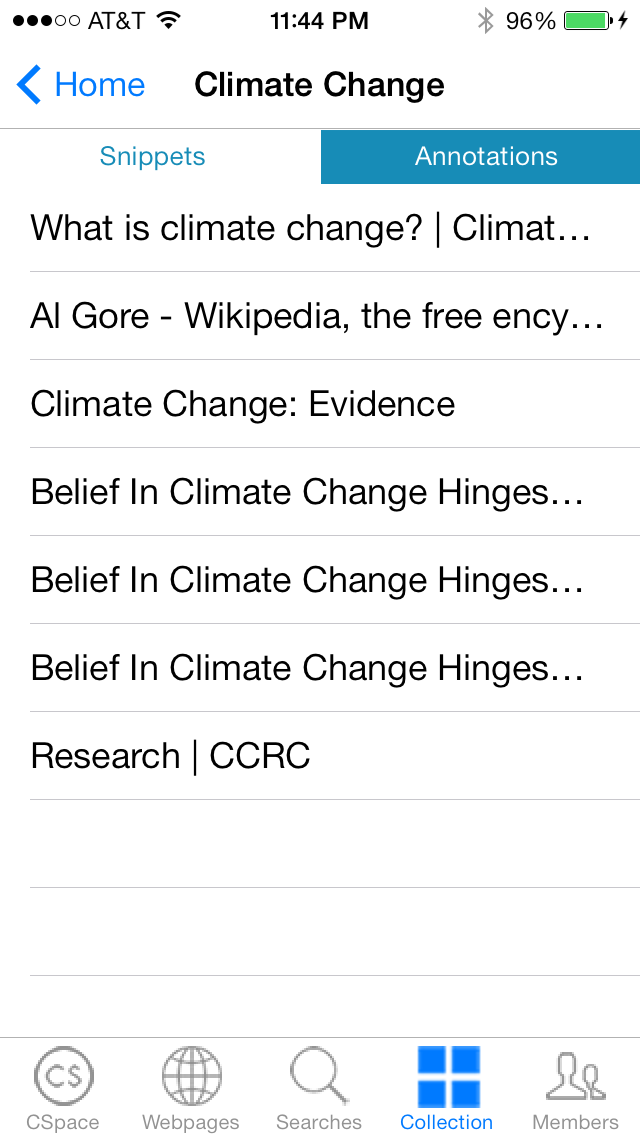 AT&T 11:44 PM 96%
Home Climate Change
Snippets Annotations
What is climate change? | Climat...
Al Gore - Wikipedia, the free ency...
Climate Change: Evidence
Belief In Climate Change Hinges...
Belief In Climate Change Hinges...
Belief In Climate Change Hinges...
Research | CCRC
CS
CSpace Webpages Searches Collection Members